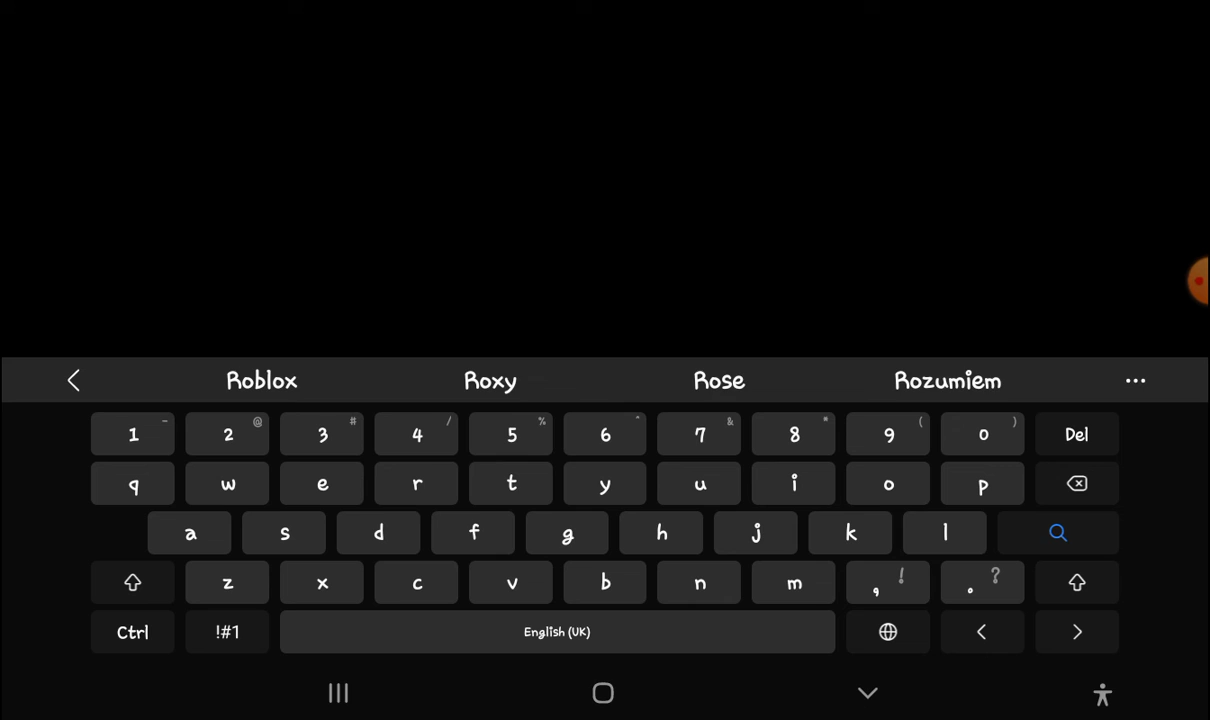 Roblox Roxy Rose Rozumiem ...
1 - 2 @ 3 # 4 / 5 % 6 ^ 7 & 8 * 9 ( 0 ) Del
q w e r t y u i o p
a s d f g h j k l
z x c v b n m , ! . ?
Ctrl !#1 English (UK) < >